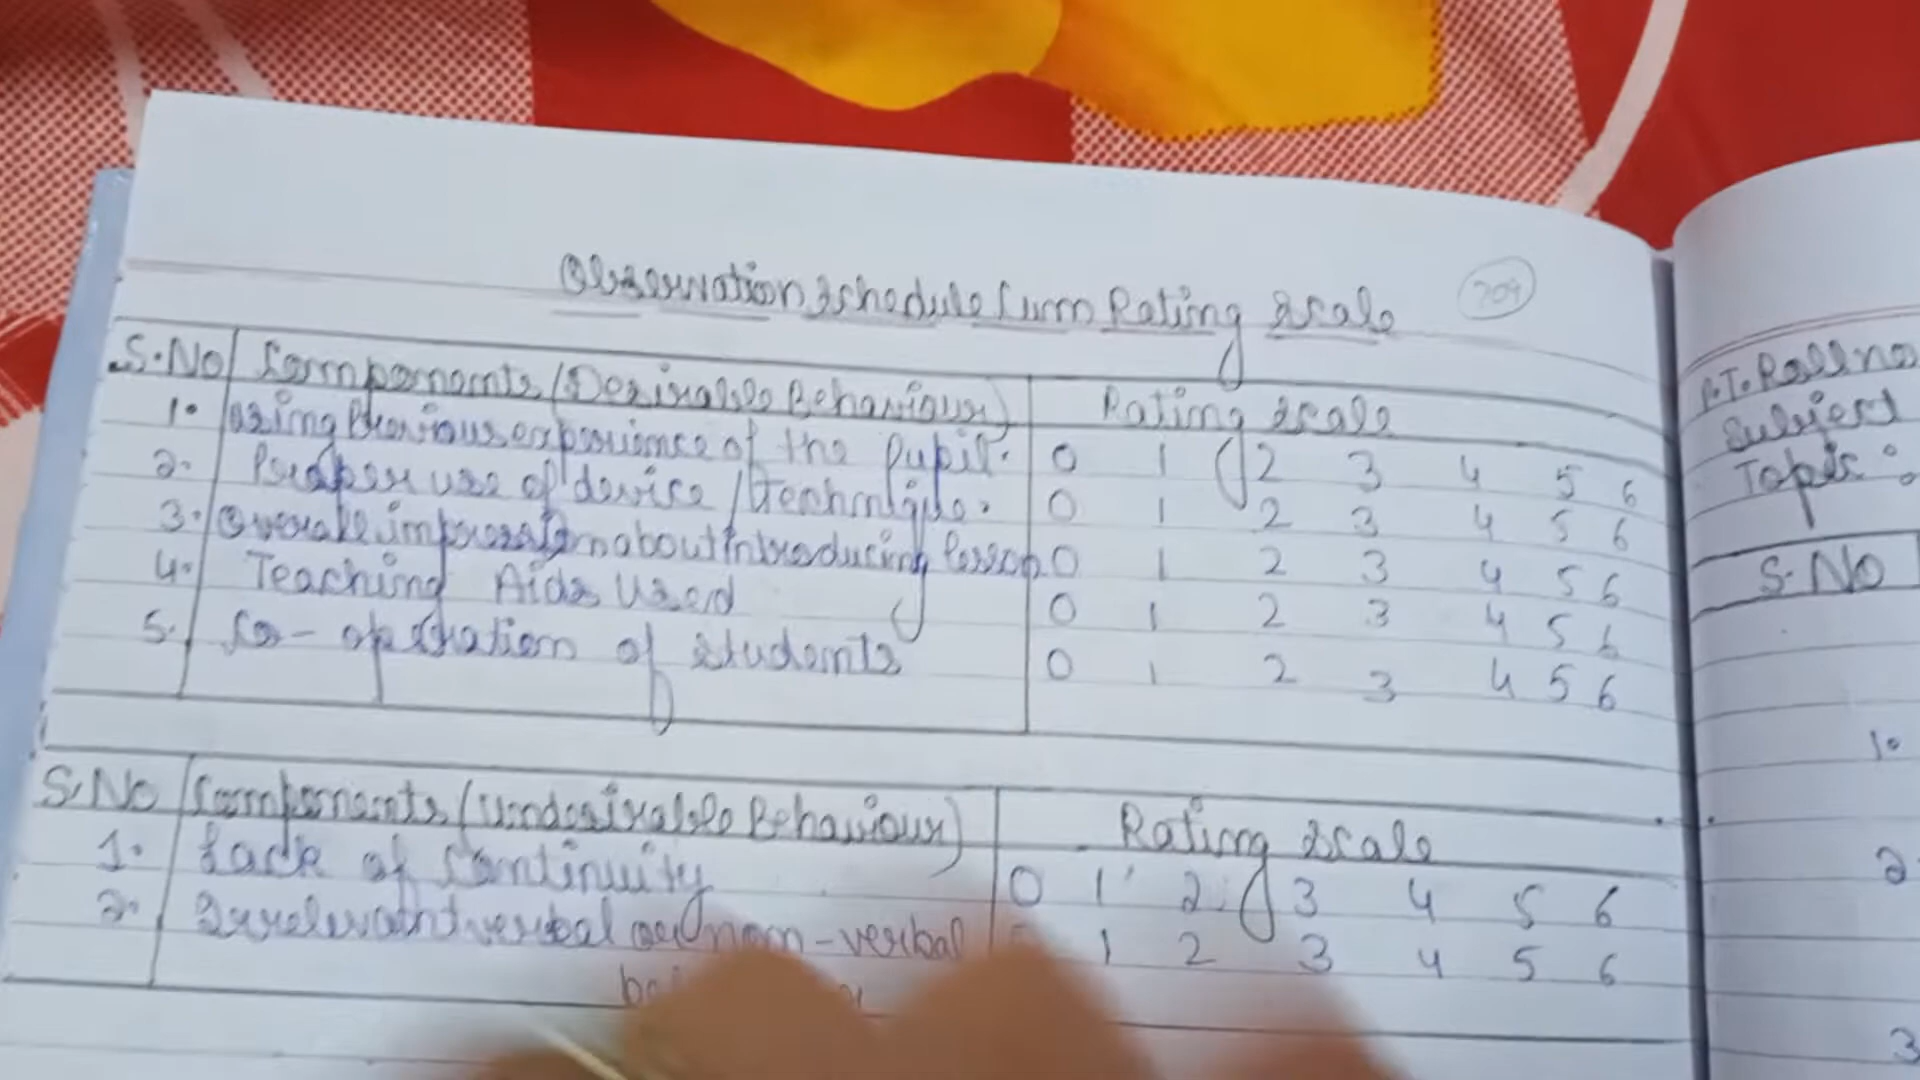 Observation schedule Cum Rating Scale
209
S.No Components (Desirable Behaviour) Rating Scale
1. using Previous experience of the Pupil. 0 1 2 3 4 5 6
2. Proper use of device / 0 1 2 3 4 5 6
3. Overall impression about introducing lesson. 0 1 2 3 4 5 6
4. Teaching Aids Used 0 1 2 3 4 5 6
5. Co-operation of students 0 1 2 3 4 5 6
S.No Components (Undesirable Behaviour) Rating Scale
1. Lack of Continuity 0 1 2 3 4 5 6
2. Irrelevant verbal or non-verbal 1 2 3 4 5 6
P.T. Roll no
Subject
Topic :
S.No
1.
2
3